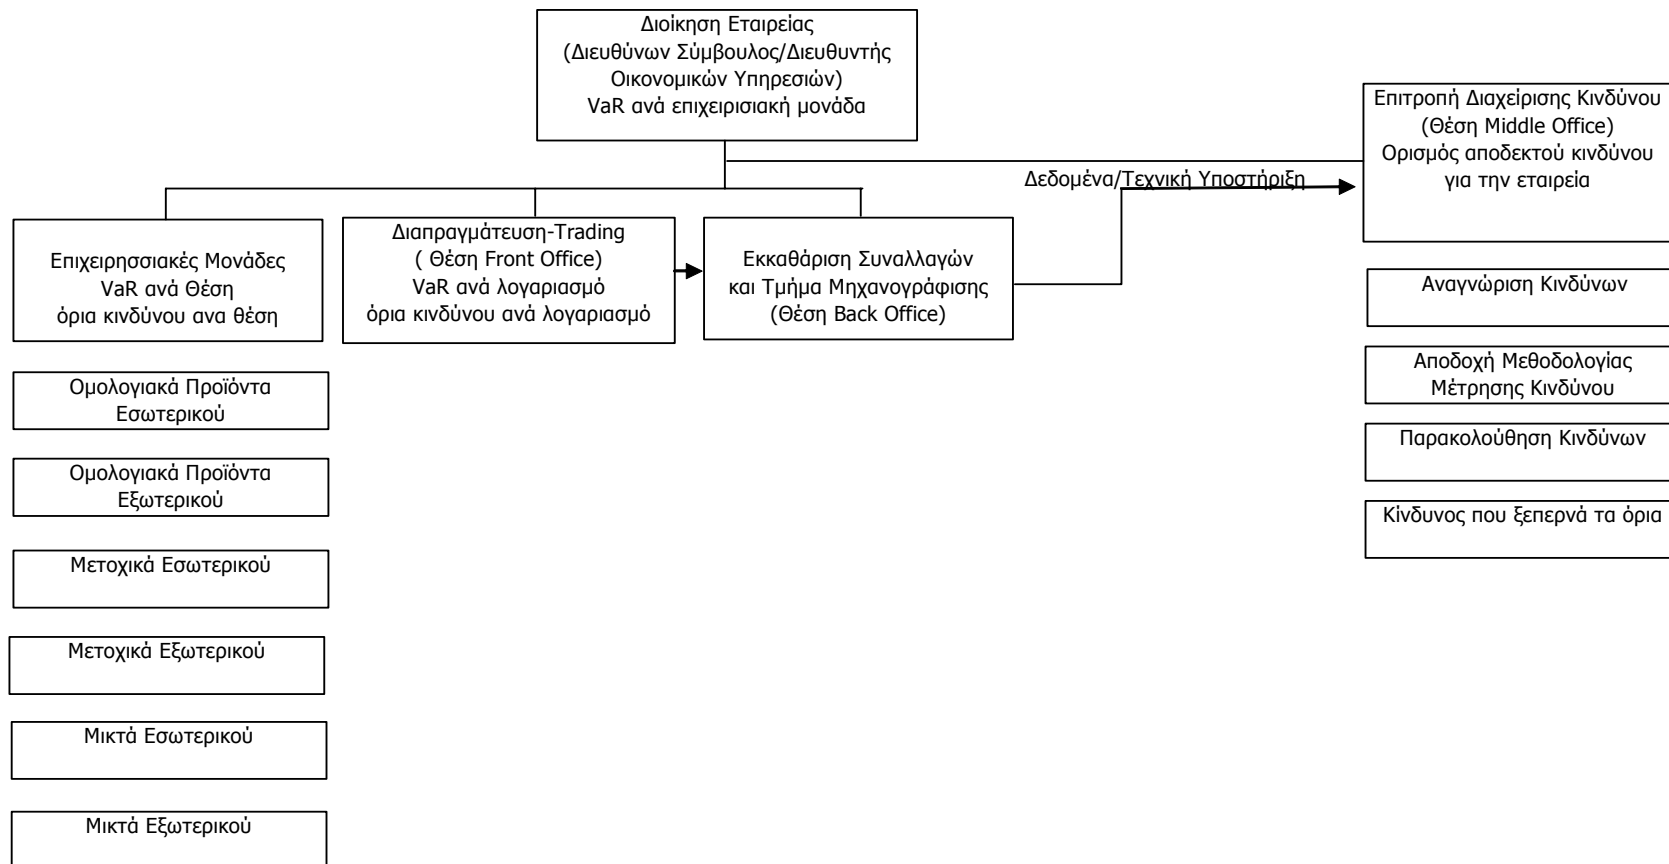 Διοίκηση Εταιρείας
(Διευθύνων Σύμβουλος/Διευθυντής
Οικονομικών Υπηρεσιών)
VaR ανά επιχειρισιακή μονάδα
Επιτροπή Διαχείρισης Κινδύνου
(Θέση Middle Office)
Ορισμός αποδεκτού κινδύνου
για την εταιρεία
Δεδομένα/Τεχνική Υποστήριξη
Επιχειρησσιακές Μονάδες
VaR ανά Θέση
όρια κινδύνου ανα θέση
Διαπραγμάτευση-Trading
( Θέση Front Office)
VaR ανά λογαριασμό
όρια κινδύνου ανά λογαριασμό
Εκκαθάριση Συναλλαγών
και Τμήμα Μηχανογράφισης
(Θέση Back Office)
Αναγνώριση Κινδύνων
Αποδοχή Μεθοδολογίας
Μέτρησης Κινδύνου
Παρακολούθηση Κινδύνων
Κίνδυνος που ξεπερνά τα όρια
Ομολογιακά Προϊόντα
Εσωτερικού
Ομολογιακά Προϊόντα
Εξωτερικού
Μετοχικά Εσωτερικού
Μετοχικά Εξωτερικού
Μικτά Εσωτερικού
Μικτά Εξωτερικού